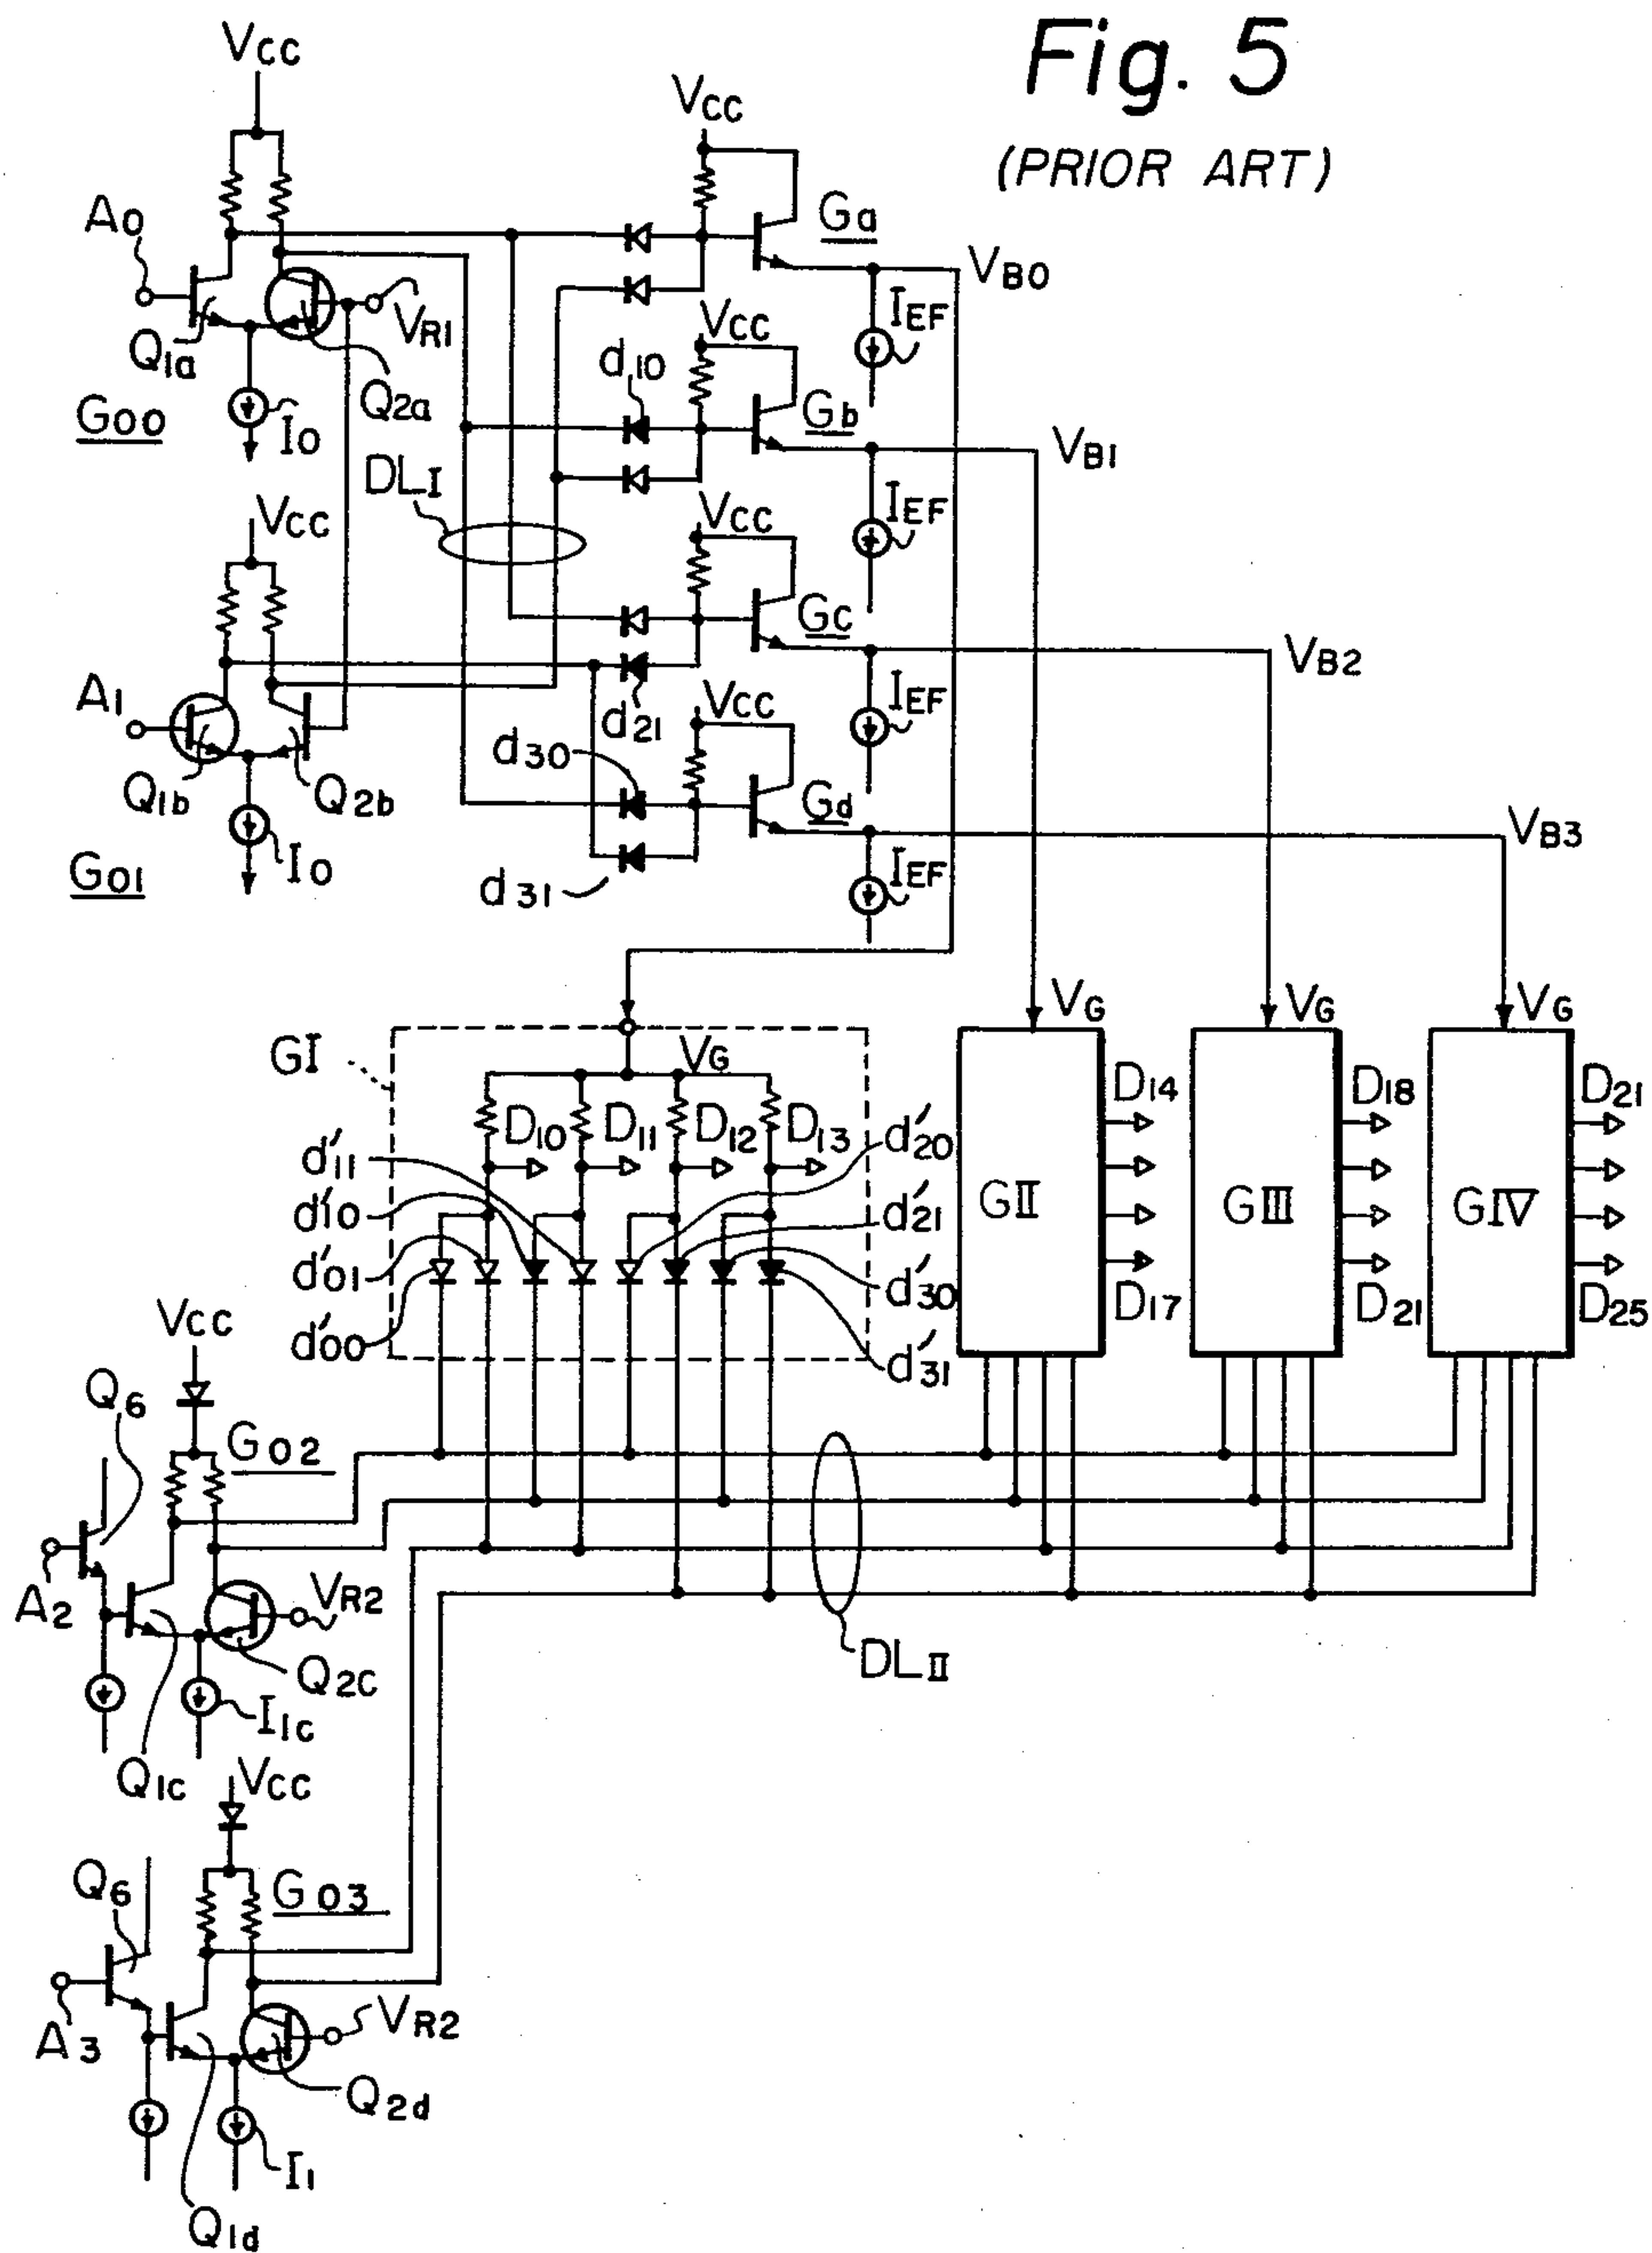 Fig. 5
(PRIOR ART)
VCC
VCC
A0
Ga
VB0
VR1
IEF
Q1a
VCC
d10
Q2a
Gb
G00
I0
VB1
DLI
IEF
VCC
VCC
Gc
VB2
A1
IEF
VCC
d21
d30
Q1b
Q2b
Gd
VB3
I0
IEF
G01
d31
VG
VG
VG
GI
VG
D14
D18
D21
D10
D11
D12
D13
d'20
d'11
GII
GIII
GIV
d'10
d'21
d'01
d'30
D17
D21
D25
VCC
d'00
d'31
Q6
G02
VR2
A2
Q2C
DLII
I1c
Q1c
VCC
Q6
G03
VR2
A3
Q2d
I1
Q1d